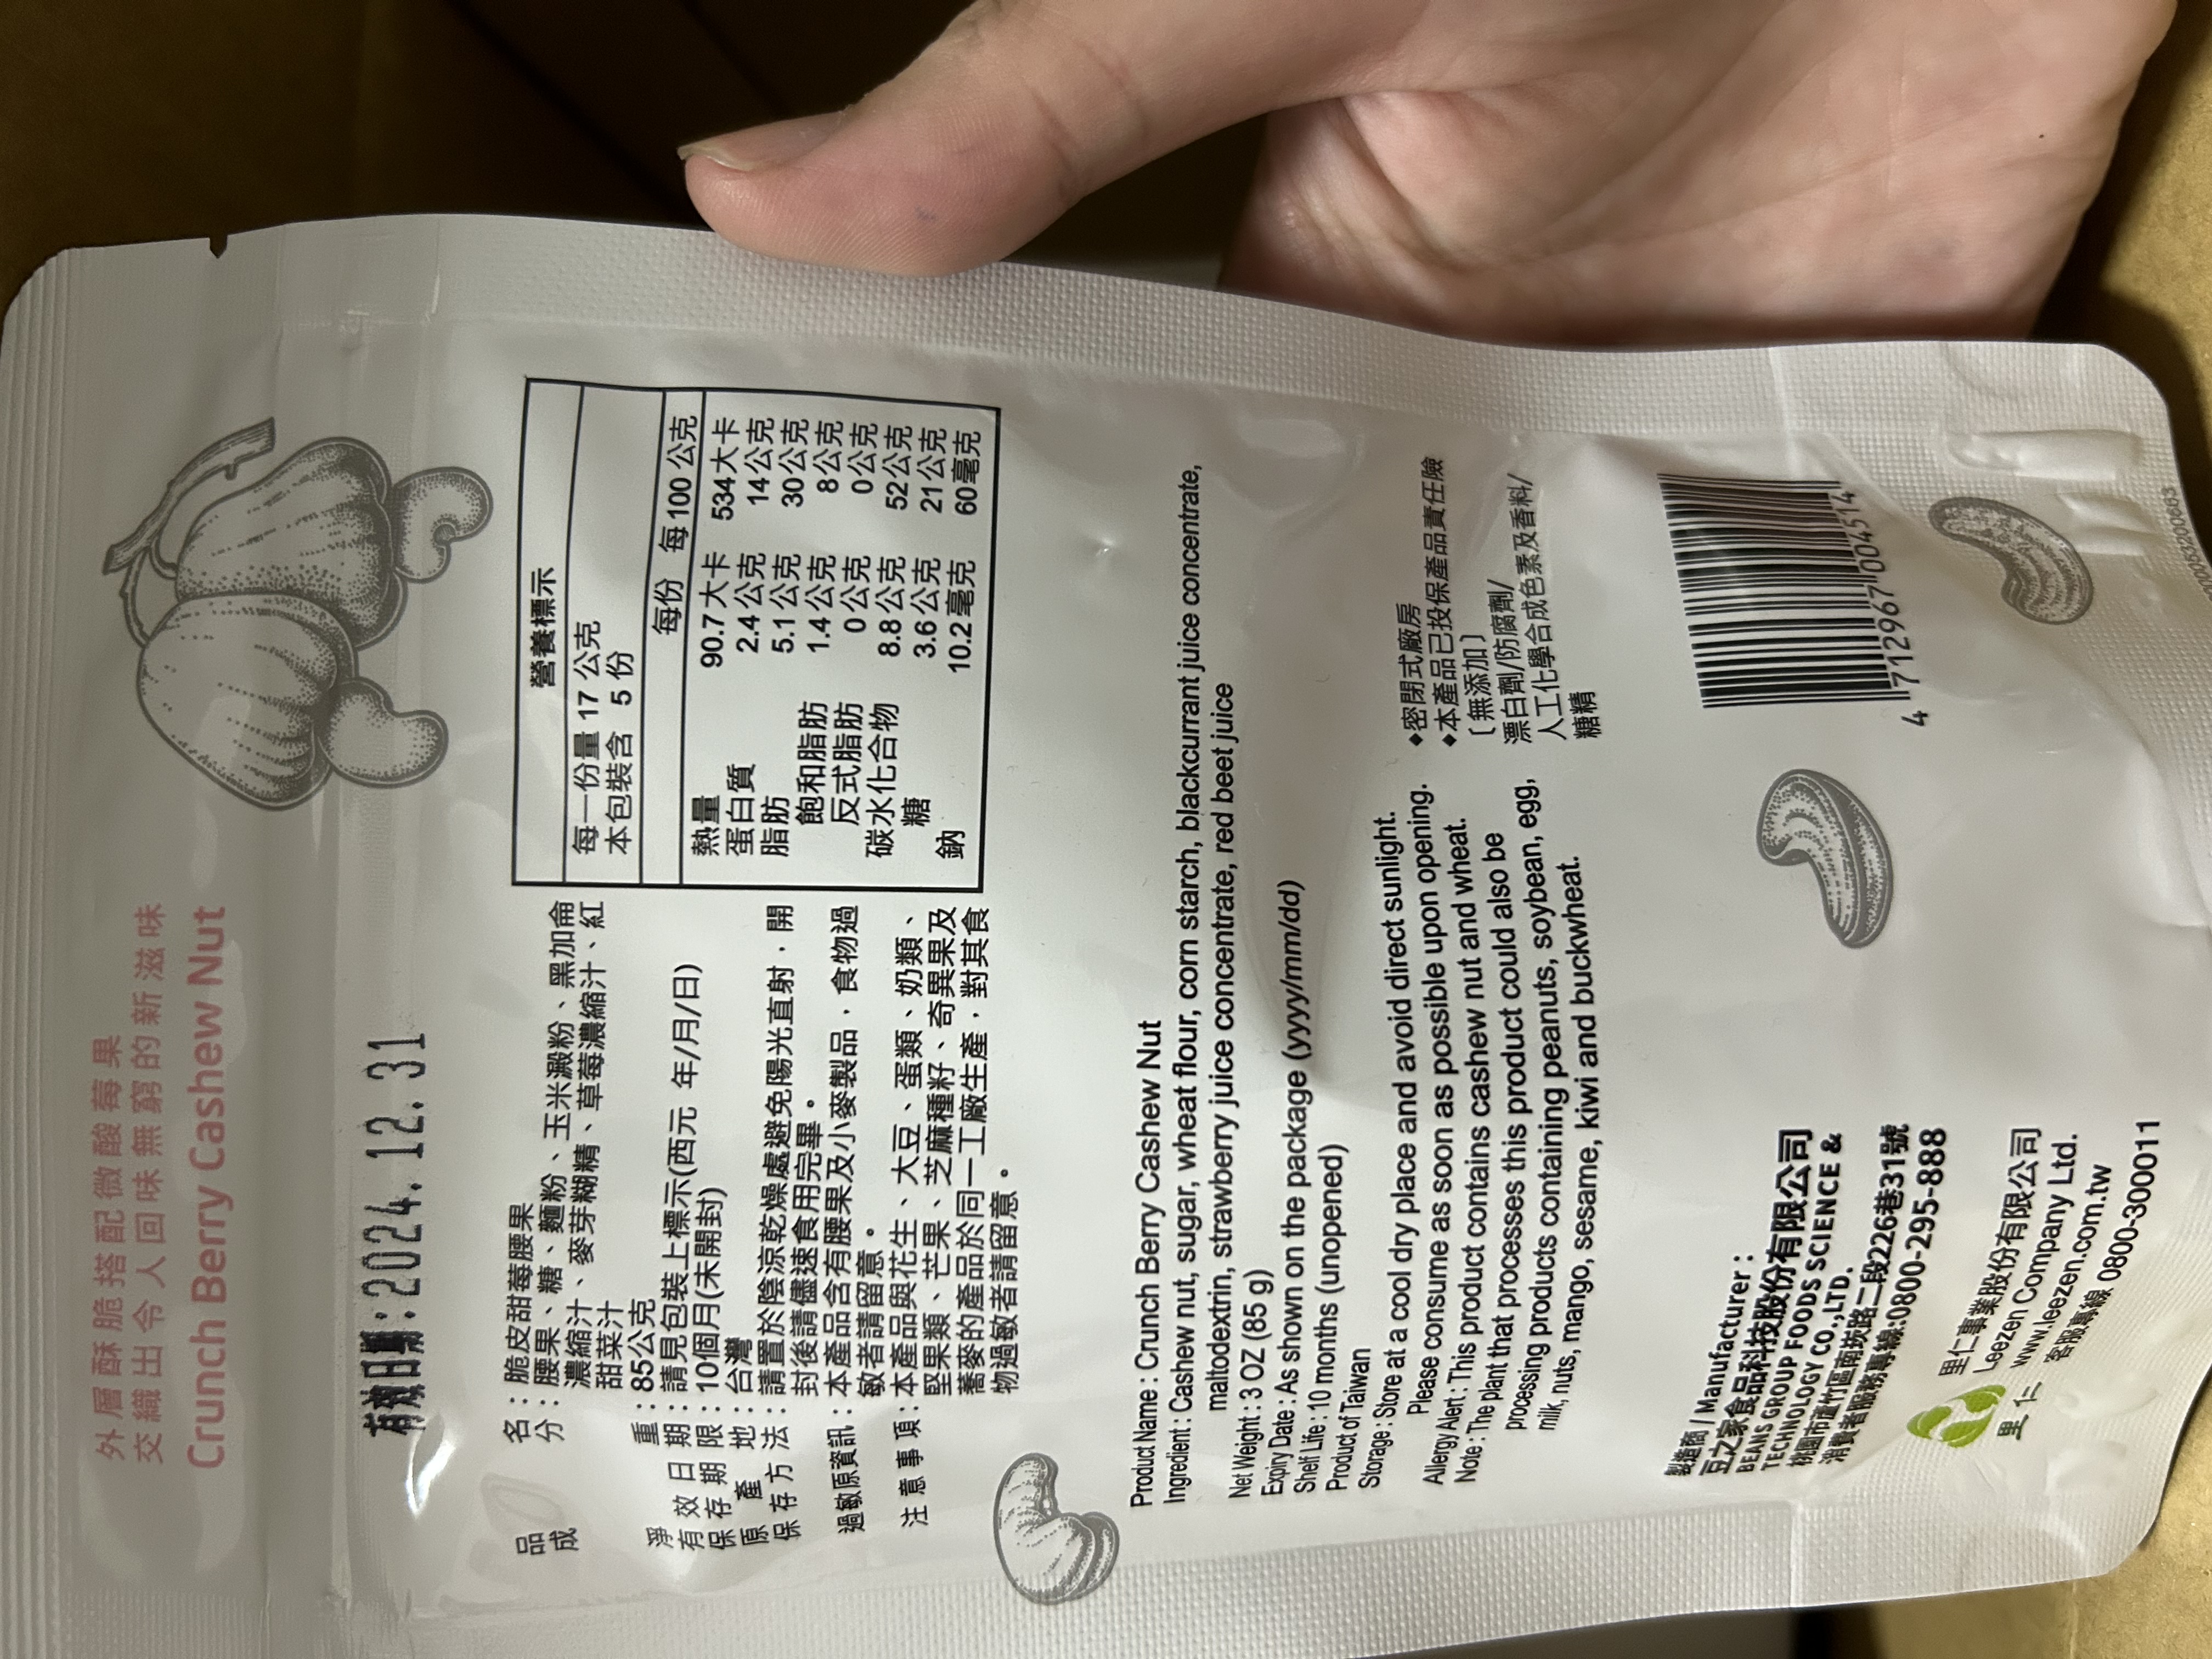 外層酥脆搭配微酸莓果
交織出令人回味無窮的新滋味
Crunch Berry Cashew Nut
有效日期:2024.12.31
品名：脆皮甜莓腰果
成分：腰果、糖、麵粉、玉米澱粉、黑加侖
濃縮汁、麥芽糊精、草莓濃縮汁、紅
甜菜汁
淨重：85公克
有效日期：請見包裝上標示(西元 年/月/日)
保存期限：10個月(未開封)
原產地：台灣
保存方法：請置於陰涼乾燥處避免陽光直射，開
封後請儘速食用完畢。
過敏原資訊：本產品含有腰果及小麥製品，食物過
敏者請留意。
注意事項：本產品與花生、大豆、蛋類、奶類、
堅果類、芒果、芝麻種籽、奇異果及
蕎麥的產品於同一工廠生產，對其食
物過敏者請留意。
營養標示
每一份量 17 公克
本包裝含 5 份
每份 每100 公克
熱量 90.7 大卡 534大卡
蛋白質 2.4 公克 14公克
脂肪 5.1 公克 30公克
飽和脂肪 1.4 公克 8公克
反式脂肪 0 公克 0公克
碳水化合物 8.8 公克 52公克
糖 3.6 公克 21公克
鈉 10.2 毫克 60毫克
Product Name : Crunch Berry Cashew Nut
Ingredient : Cashew nut, sugar, wheat flour, corn starch, blackcurrant juice concentrate,
maltodextrin, strawberry juice concentrate, red beet juice
Net Weight : 3 OZ (85 g)
Expiry Date : As shown on the package (yyyy/mm/dd)
Shelf Life : 10 months (unopened)
Product of Taiwan
Storage : Store at a cool dry place and avoid direct sunlight.
Please consume as soon as possible upon opening.
Allergy Alert : This product contains cashew nut and wheat.
Note : The plant that processes this product could also be
processing products containing peanuts, soybean, egg,
milk, nuts, mango, sesame, kiwi and buckwheat.
◆密閉式廠房
◆本產品已投保產品責任險
〔無添加〕
漂白劑/防腐劑/
人工化學合成色素及香料/
糖精
製造商 / Manufacturer :
豆之家食品科技股份有限公司
BEANS GROUP FOODS SCIENCE &
TECHNOLOGY CO.,LTD.
桃園市蘆竹區南崁路二段226巷31號
消費者服務專線:0800-295-888
里仁
里仁事業股份有限公司
Leezen Company Ltd.
www.leezen.com.tw
客服專線 0800-300011
4 712967 004514